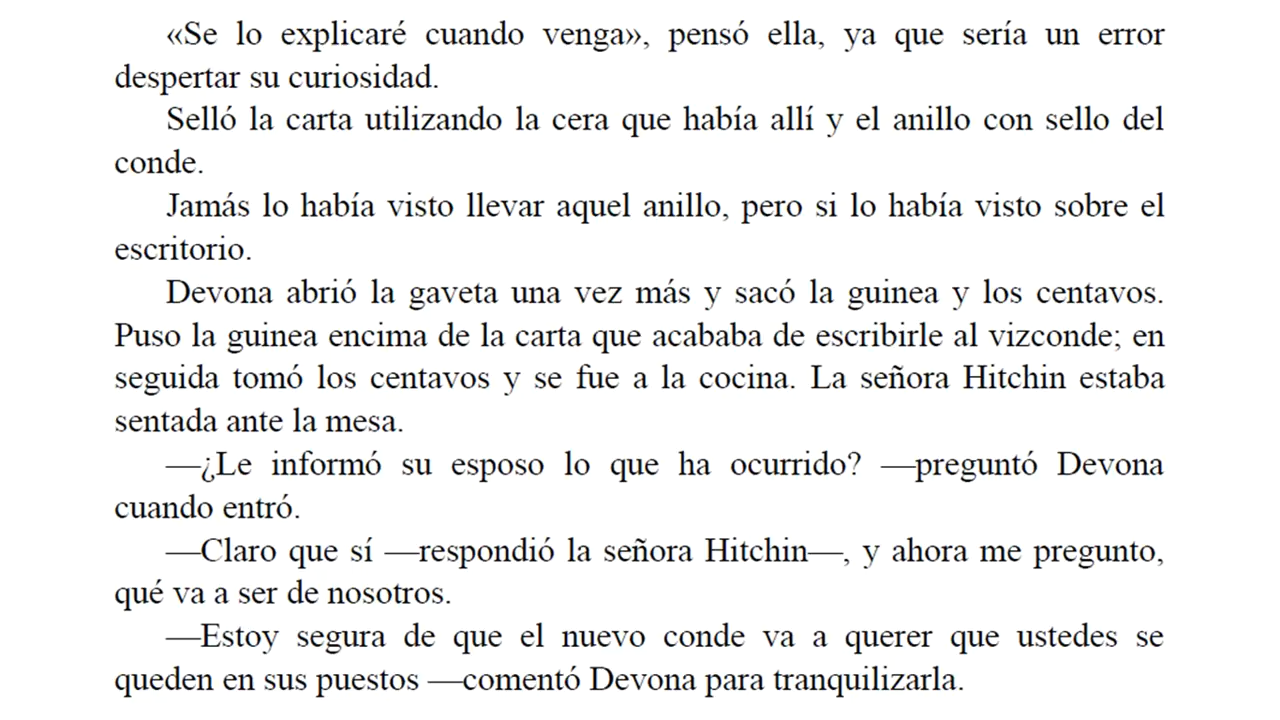 «Se lo explicaré cuando venga», pensó ella, ya que sería un error
despertar su curiosidad.
Selló la carta utilizando la cera que había allí y el anillo con sello del
conde.
Jamás lo había visto llevar aquel anillo, pero si lo había visto sobre el
escritorio.
Devona abrió la gaveta una vez más y sacó la guinea y los centavos.
Puso la guinea encima de la carta que acababa de escribirle al vizconde; en
seguida tomó los centavos y se fue a la cocina. La señora Hitchin estaba
sentada ante la mesa.
—¿Le informó su esposo lo que ha ocurrido? —preguntó Devona
cuando entró.
—Claro que sí —respondió la señora Hitchin—, y ahora me pregunto,
qué va a ser de nosotros.
—Estoy segura de que el nuevo conde va a querer que ustedes se
queden en sus puestos —comentó Devona para tranquilizarla.